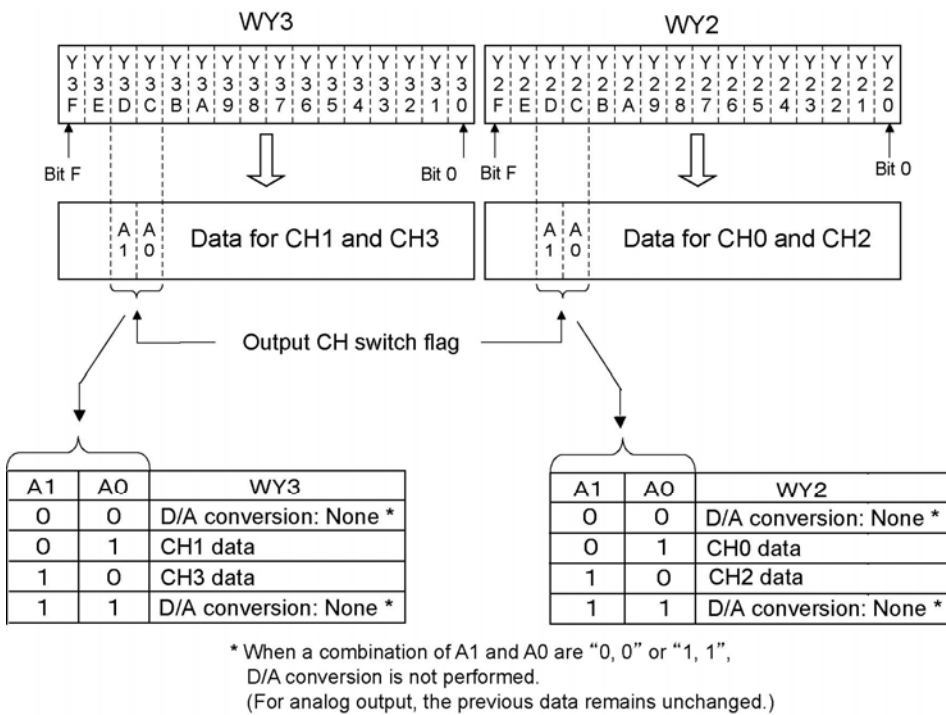 WY3 WY2
Y3F Y3E Y3D Y3C Y3B Y3A Y39 Y38 Y37 Y36 Y35 Y34 Y33 Y32 Y31 Y30 Y2F Y2E Y2D Y2C Y2B Y2A Y29 Y28 Y27 Y26 Y25 Y24 Y23 Y22 Y21 Y20
Bit F Bit 0 Bit F Bit 0
A1 A0 Data for CH1 and CH3 A1 A0 Data for CH0 and CH2
Output CH switch flag
A1 A0 WY3
0 0 D/A conversion: None *
0 1 CH1 data
1 0 CH3 data
1 1 D/A conversion: None *
A1 A0 WY2
0 0 D/A conversion: None *
0 1 CH0 data
1 0 CH2 data
1 1 D/A conversion: None *
* When a combination of A1 and A0 are “0, 0” or “1, 1”,
D/A conversion is not performed.
(For analog output, the previous data remains unchanged.)